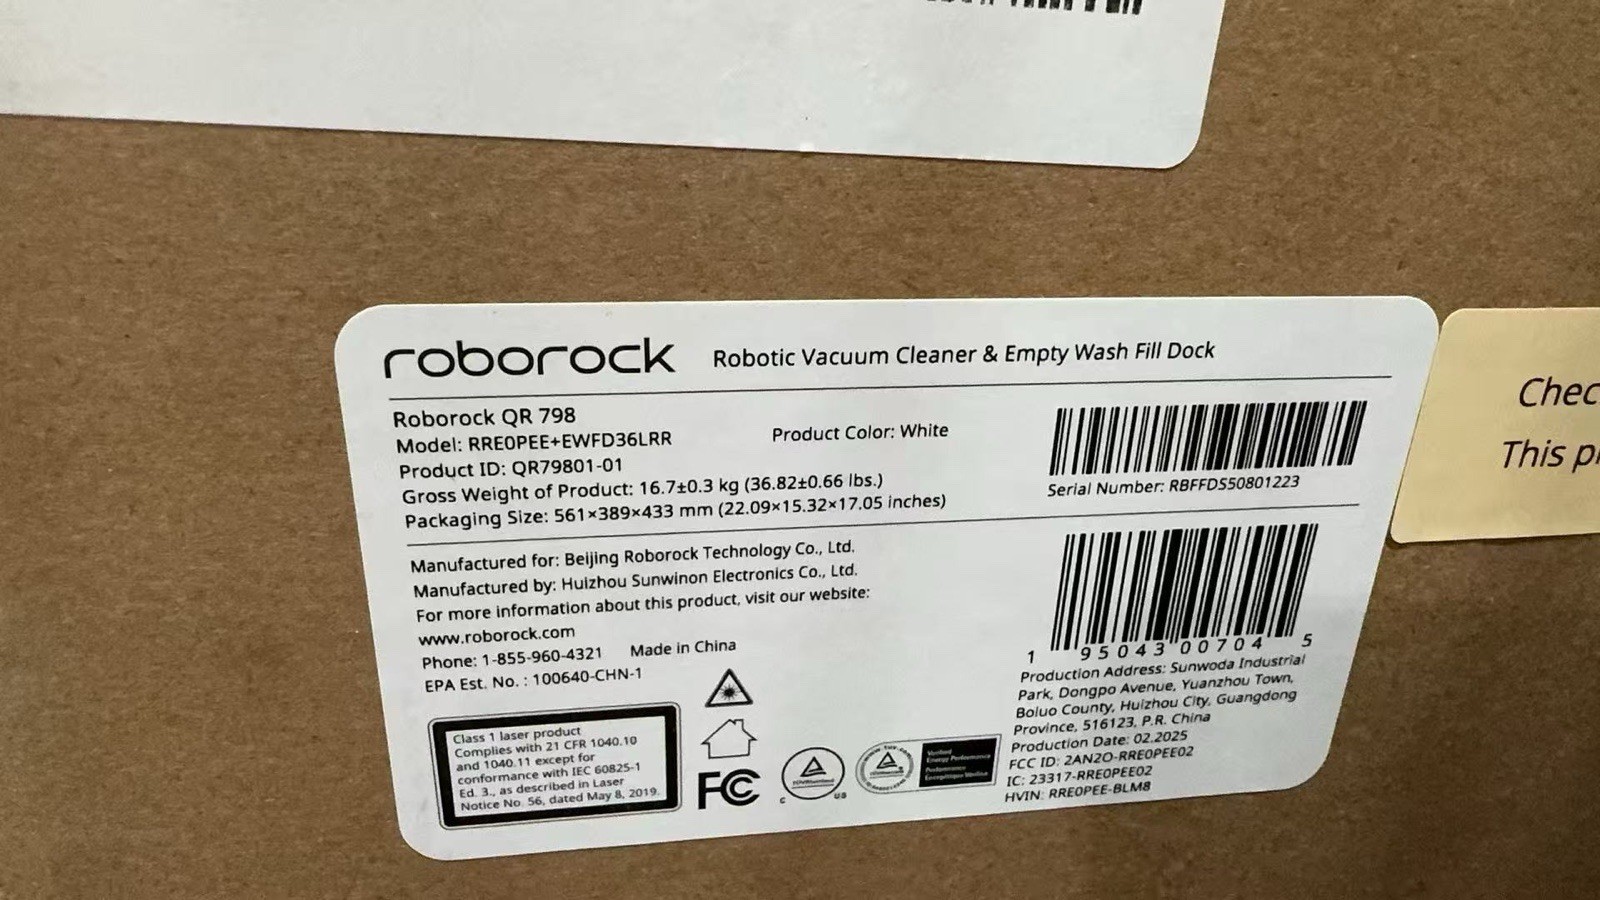 roborock Robotic Vacuum Cleaner & Empty Wash Fill Dock
Roborock QR 798
Model: RRE0PEE+EWFD36LRR
Product Color: White
Product ID: QR79801-01
Gross Weight of Product: 16.7±0.3 kg (36.82±0.66 lbs.)
Packaging Size: 561×389×433 mm (22.09×15.32×17.05 inches)
Serial Number: RBFFDS50801223
Manufactured for: Beijing Roborock Technology Co., Ltd.
Manufactured by: Huizhou Sunwinon Electronics Co., Ltd.
For more information about this product, visit our website:
www.roborock.com
Phone: 1-855-960-4321 Made in China
EPA Est. No. : 100640-CHN-1
Class 1 laser product
Complies with 21 CFR 1040.10
and 1040.11 except for
conformance with IEC 60825-1
Ed. 3., as described in Laser
Notice No. 56, dated May 8, 2019.
FC
TÜVRheinland
C US
Verified
Energy Performance
Performance
Énergétique Vérifiée
1 95043 00704 5
Production Address: Sunwoda Industrial
Park, Dongpo Avenue, Yuanzhou Town,
Boluo County, Huizhou City, Guangdong
Province, 516123, P.R. China
Production Date: 02.2025
FCC ID: 2AN2O-RRE0PEE02
IC: 23317-RRE0PEE02
HVIN: RRE0PEE-BLM8
Chec
This p